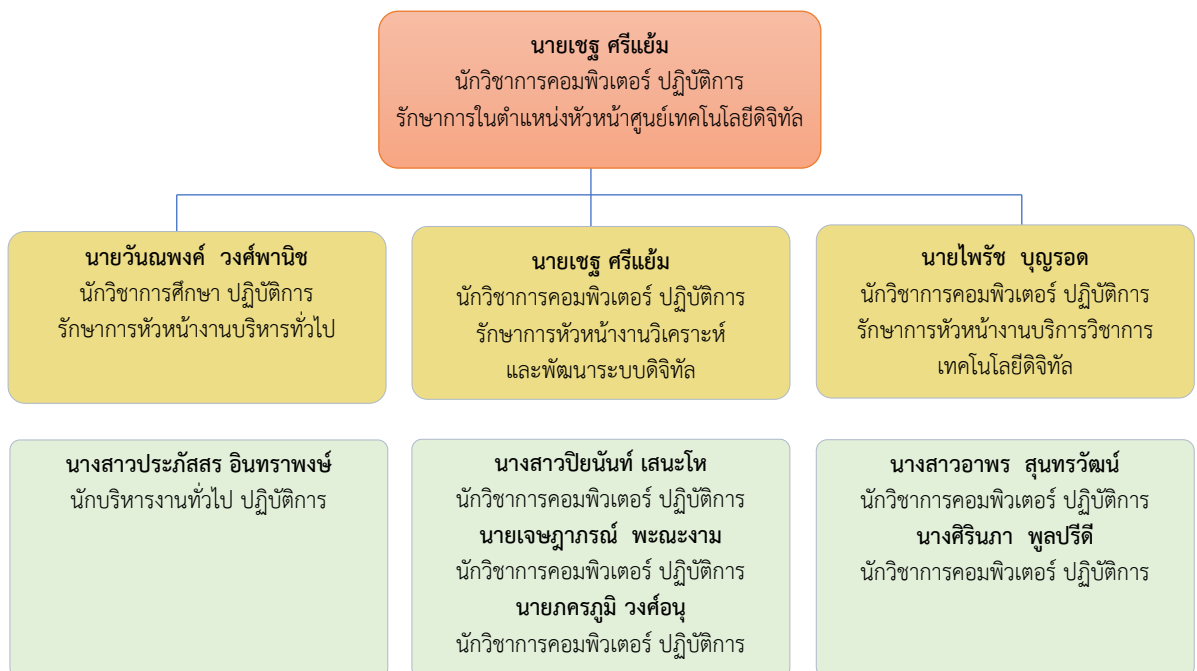 นายเชฐ ศรีแย้ม
นักวิชาการคอมพิวเตอร์ ปฏิบัติการ
รักษาการในตำแหน่งหัวหน้าศูนย์เทคโนโลยีดิจิทัล
นายวันณพงค์ วงศ์พานิช
นักวิชาการศึกษา ปฏิบัติการ
รักษาการหัวหน้างานบริหารทั่วไป
นายเชฐ ศรีแย้ม
นักวิชาการคอมพิวเตอร์ ปฏิบัติการ
รักษาการหัวหน้างานวิเคราะห์
และพัฒนาระบบดิจิทัล
นายไพรัช บุญรอด
นักวิชาการคอมพิวเตอร์ ปฏิบัติการ
รักษาการหัวหน้างานบริการวิชาการ
เทคโนโลยีดิจิทัล
นางสาวประภัสสร อินทราพงษ์
นักบริหารงานทั่วไป ปฏิบัติการ
นางสาวปิยนันท์ เสนะโห
นักวิชาการคอมพิวเตอร์ ปฏิบัติการ
นายเจษฎาภรณ์ พะณะงาม
นักวิชาการคอมพิวเตอร์ ปฏิบัติการ
นายภครภูมิ วงศ์อนุ
นักวิชาการคอมพิวเตอร์ ปฏิบัติการ
นางสาวอาพร สุนทรวัฒน์
นักวิชาการคอมพิวเตอร์ ปฏิบัติการ
นางศิรินภา พูลปรีดี
นักวิชาการคอมพิวเตอร์ ปฏิบัติการ